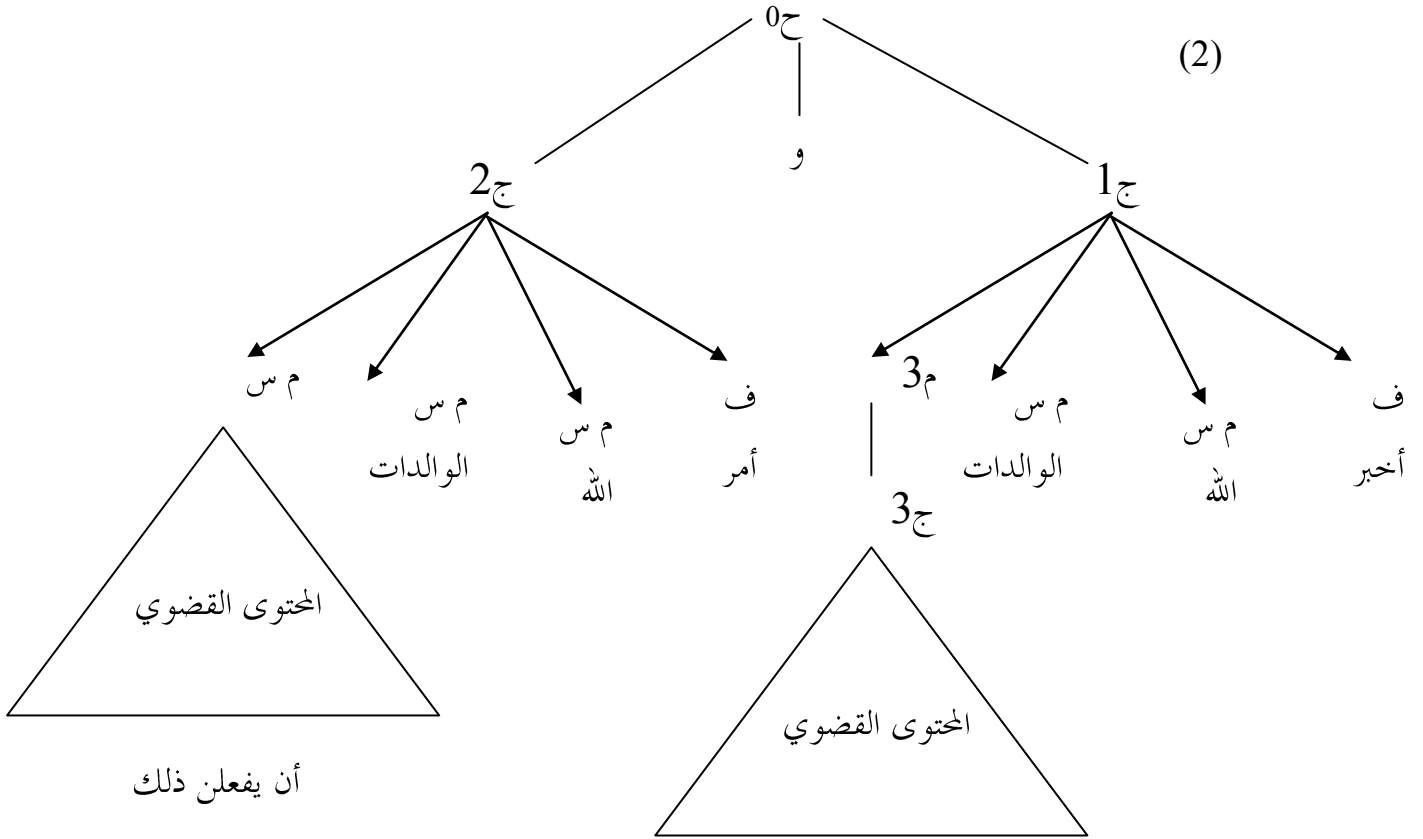 (2)
ح0
و
ج1
ج2
ف
م س
م س
م3
ف
م س
م س
م س
أخبر
الله
الوالدات
أمر
الله
الوالدات
ج3
المحتوى القضوي
المحتوى القضوي
أن يفعلن ذلك